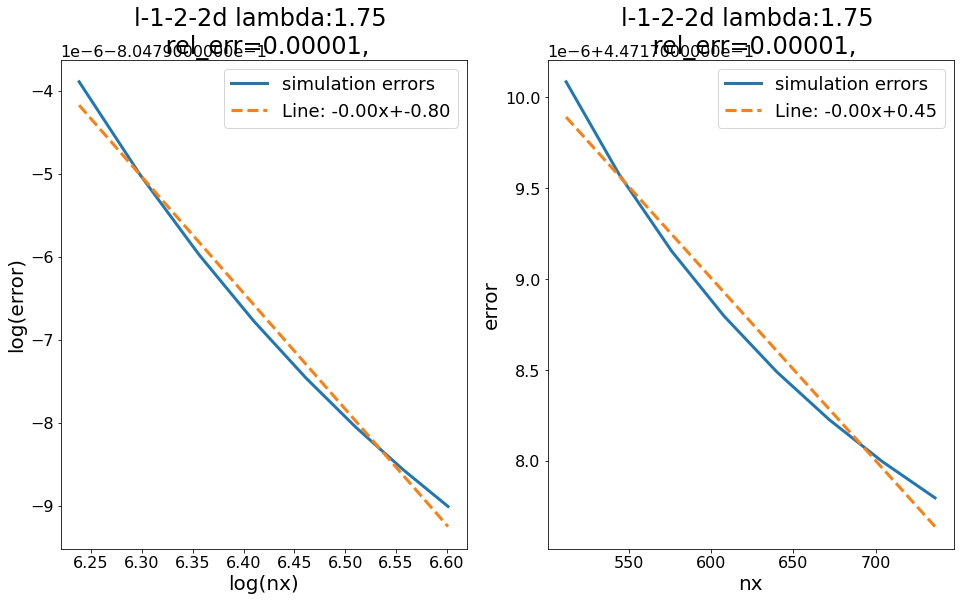 l-1-2-2d lambda:1.75
rel_err=0.00001,
1e−6−8.0479000000e−1
simulation errors
Line: -0.00x+-0.80
−4
−5
−6
−7
−8
−9
log(error)
6.25 6.30 6.35 6.40 6.45 6.50 6.55 6.60
log(nx)
l-1-2-2d lambda:1.75
rel_err=0.00001,
1e−6+4.4717000000e−1
simulation errors
Line: -0.00x+0.45
10.0
9.5
9.0
8.5
8.0
error
550 600 650 700
nx